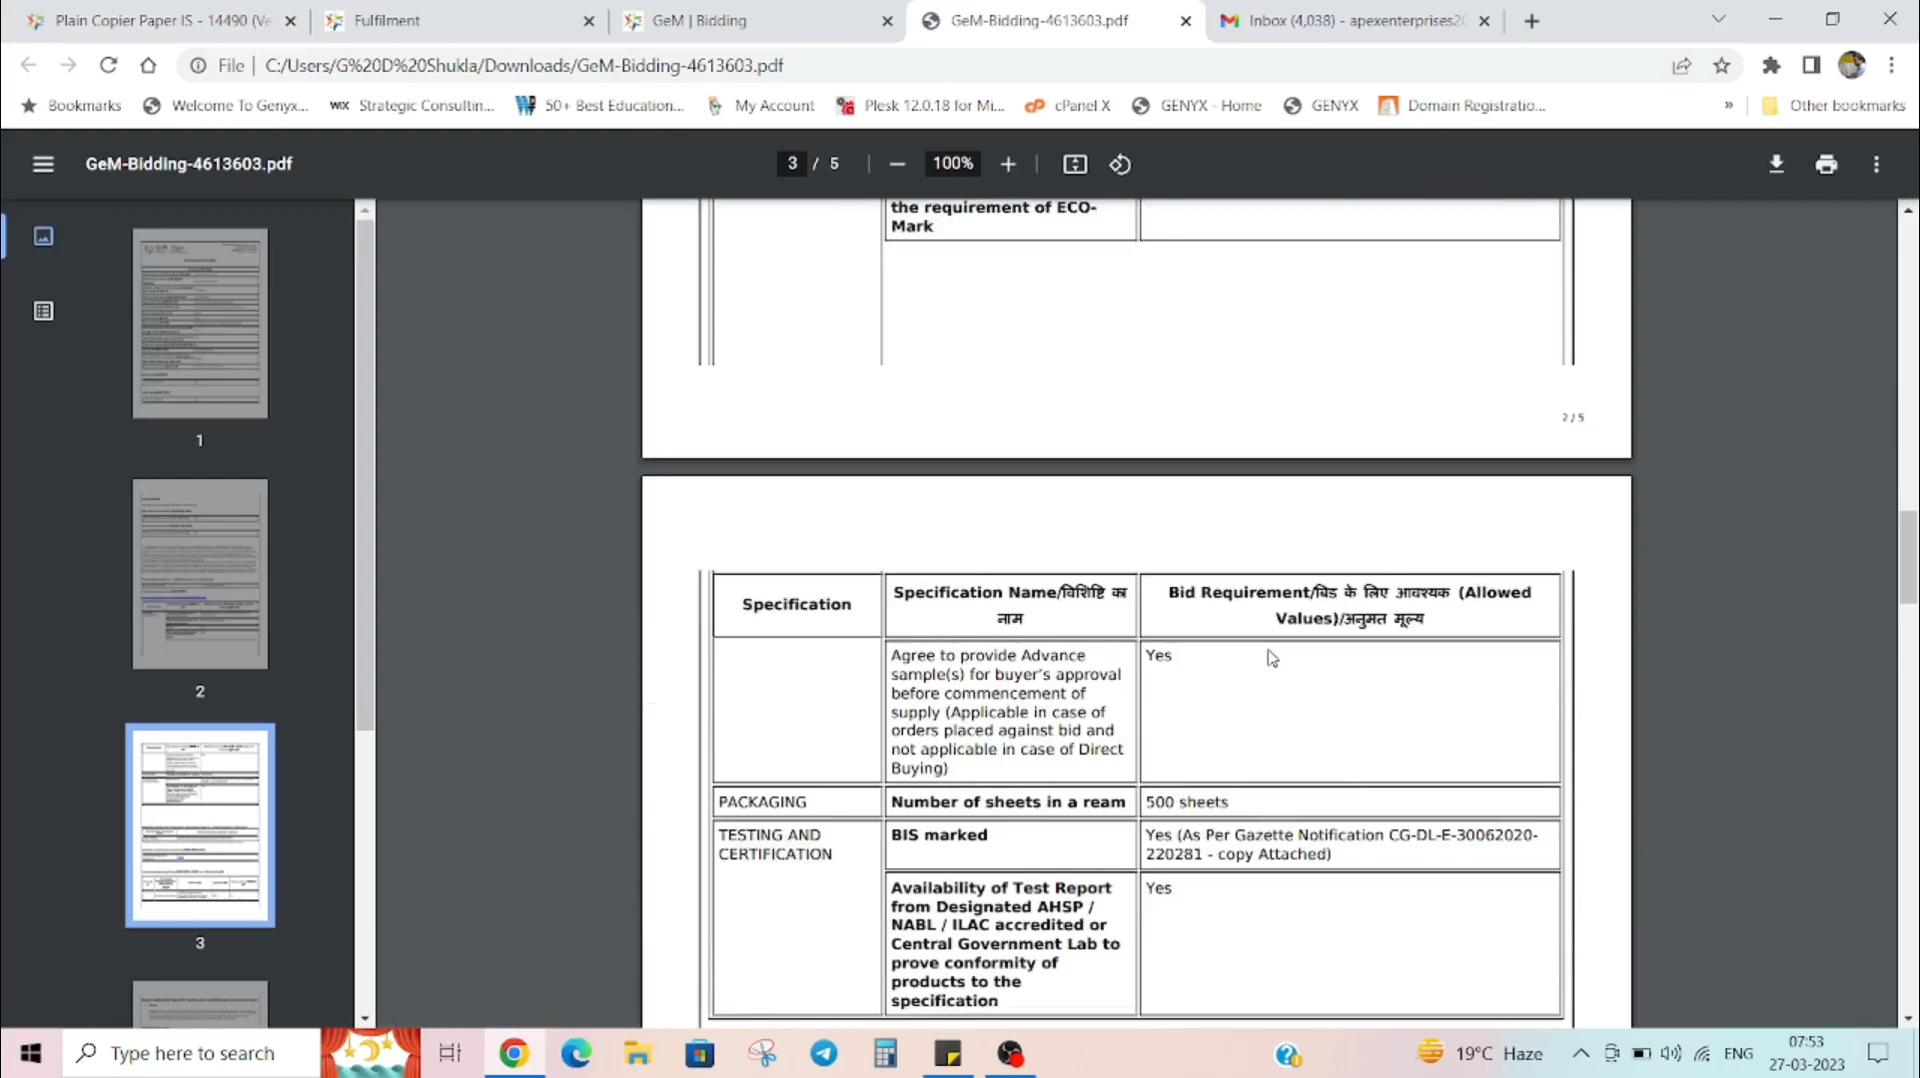 Plain Copier Paper IS - 14490 (Ve
Fulfilment
GeM | Bidding
GeM-Bidding-4613603.pdf
Inbox (4,038) - apexenterprises20
File | C:/Users/G%20D%20Shukla/Downloads/GeM-Bidding-4613603.pdf
Bookmarks
Welcome To Genyx...
WIX Strategic Consultin...
50+ Best Education...
My Account
Plesk 12.0.18 for Mi...
cP cPanel X
GENYX - Home
GENYX
Domain Registratio...
»
Other bookmarks
GeM-Bidding-4613603.pdf
3 / 5
100%
1
2
3
the requirement of ECO-
Mark
2 / 5
Specification
Specification Name/विशिष्टि का
नाम
Bid Requirement/बिड के लिए आवश्यक (Allowed
Values)/अनुमत मूल्य
Agree to provide Advance
sample(s) for buyer's approval
before commencement of
supply (Applicable in case of
orders placed against bid and
not applicable in case of Direct
Buying)
Yes
PACKAGING
Number of sheets in a ream
500 sheets
TESTING AND
CERTIFICATION
BIS marked
Yes (As Per Gazette Notification CG-DL-E-30062020-
220281 - copy Attached)
Availability of Test Report
from Designated AHSP /
NABL / ILAC accredited or
Central Government Lab to
prove conformity of
products to the
specification
Yes
Type here to search
19°C Haze
ENG
07:53
27-03-2023